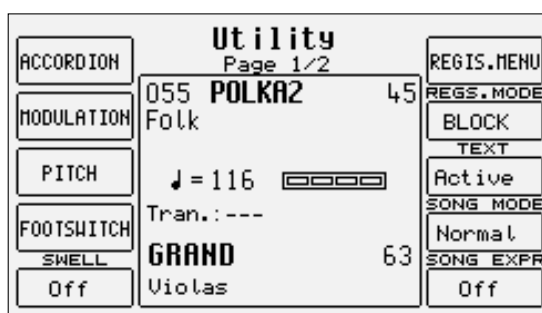 Utility
Page 1/2
ACCORDION
MODULATION
PITCH
FOOTSWITCH
SWELL
Off
055 POLKA2 45
Folk
♩=116
Tran.:---
GRAND 63
Violas
REGIS.MENU
REGS.MODE
BLOCK
TEXT
Active
SONG MODE
Normal
SONG EXPR
Off